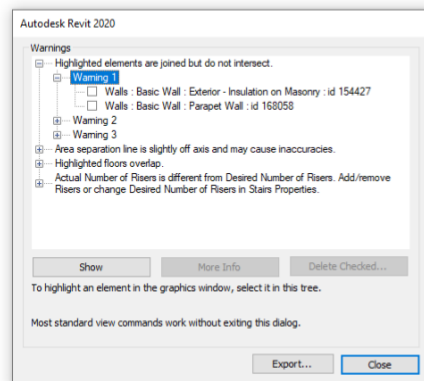 Autodesk Revit 2020
Warnings
Highlighted elements are joined but do not intersect.
Warning 1
Walls : Basic Wall : Exterior - Insulation on Masonry : id 154427
Walls : Basic Wall : Parapet Wall : id 168058
Warning 2
Warning 3
Area separation line is slightly off axis and may cause inaccuracies.
Highlighted floors overlap.
Actual Number of Risers is different from Desired Number of Risers. Add/remove
Risers or change Desired Number of Risers in Stairs Properties.
Show
More Info
Delete Checked...
To highlight an element in the graphics window, select it in this tree.
Most standard view commands work without exiting this dialog.
Export...
Close